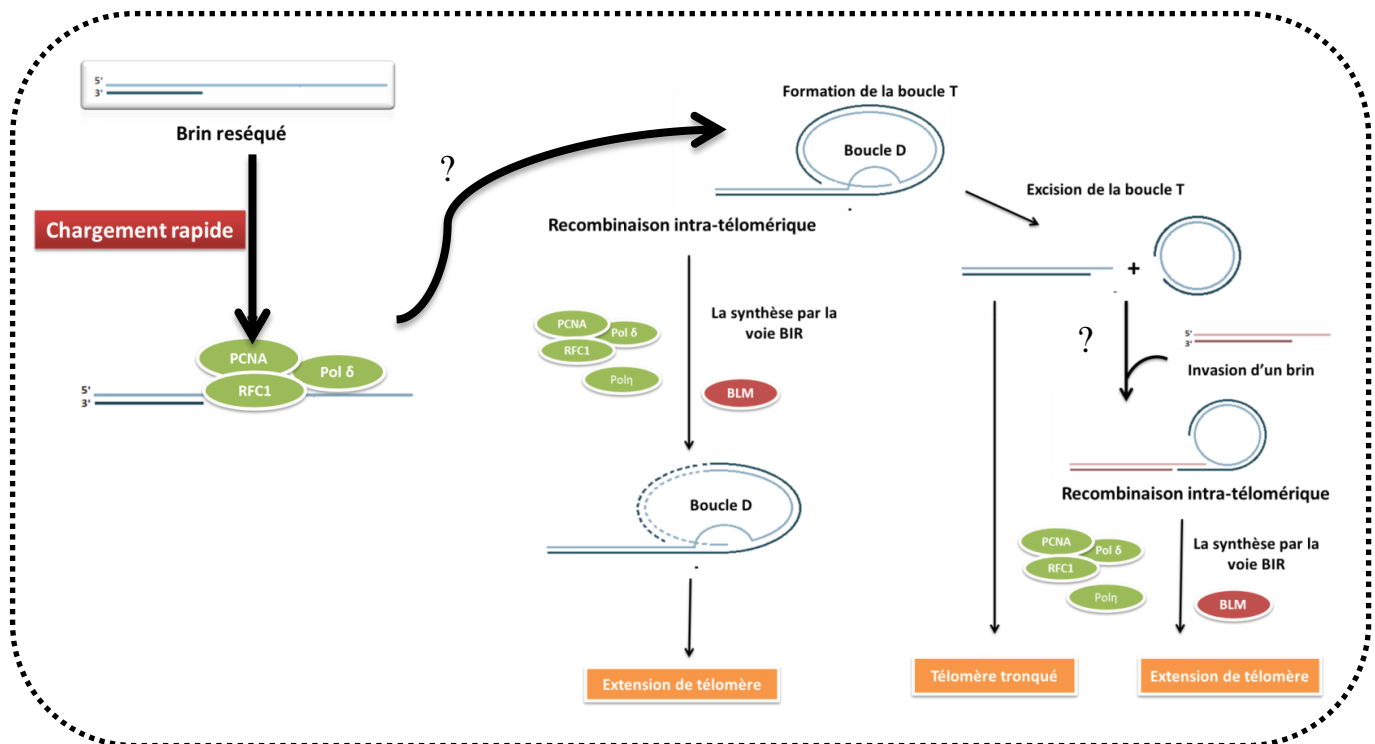 5'
3'
Brin reséqué
Chargement rapide
PCNA
RFC1
Pol δ
5'
3'
?
Formation de la boucle T
Boucle D
Recombinaison intra-télomérique
PCNA
Pol δ
RFC1
Polη
La synthèse par la
voie BIR
BLM
Boucle D
Extension de télomère
Excision de la boucle T
+
?
5'
3'
Invasion d'un brin
Recombinaison intra-télomérique
PCNA
Pol δ
RFC1
Polη
La synthèse par la
voie BIR
BLM
Télomère tronqué
Extension de télomère